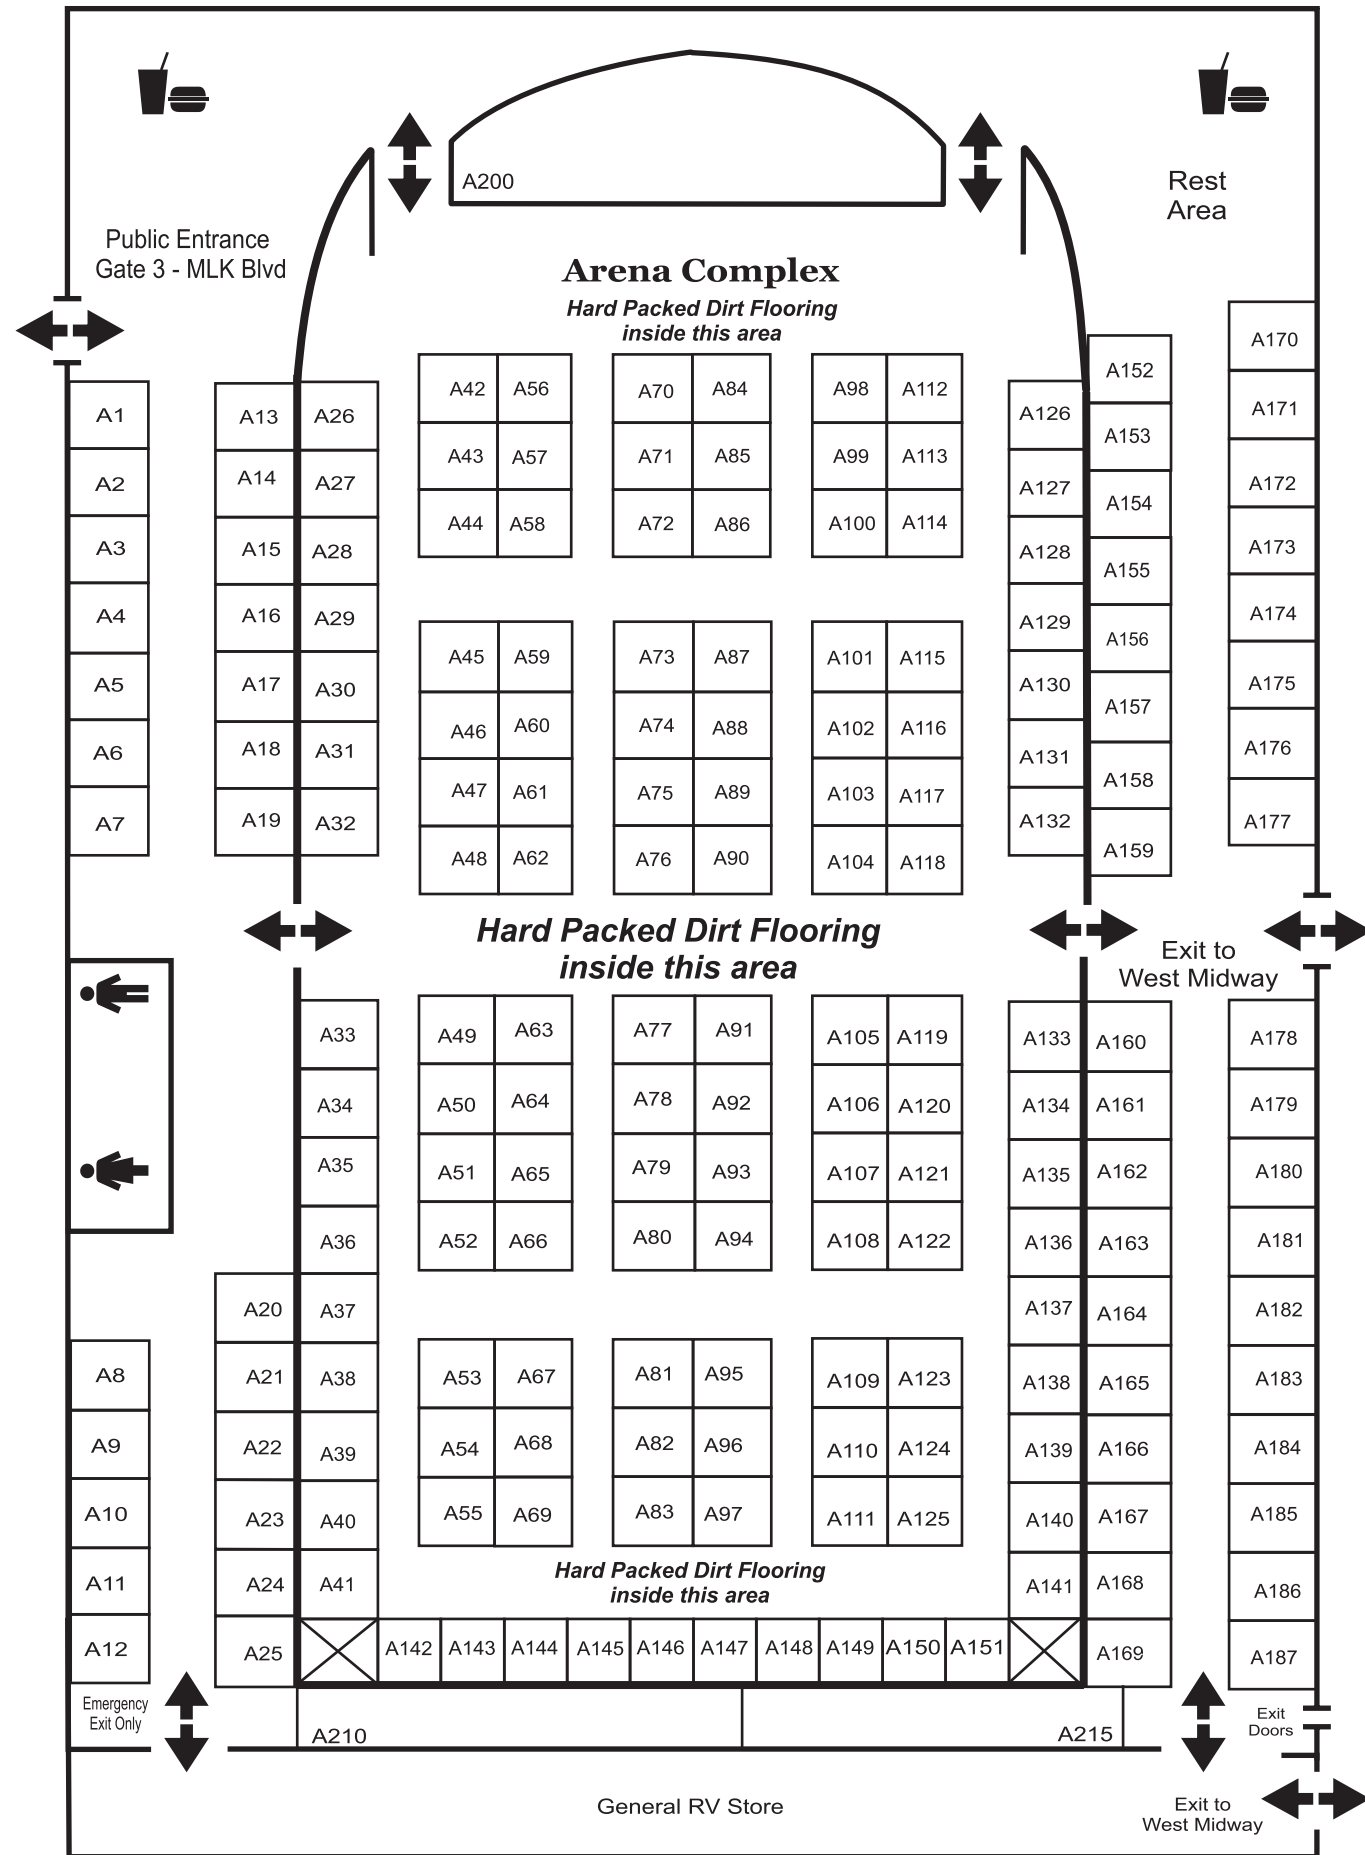 A200
Rest
Area
Public Entrance
Gate 3 - MLK Blvd
Arena Complex
Hard Packed Dirt Flooring
inside this area
A1
A2
A3
A4
A5
A6
A7
A13
A14
A15
A16
A17
A18
A19
A26
A27
A28
A29
A30
A31
A32
A42 A56
A43 A57
A44 A58
A70 A84
A71 A85
A72 A86
A98 A112
A99 A113
A100 A114
A45 A59
A46 A60
A47 A61
A48 A62
A73 A87
A74 A88
A75 A89
A76 A90
A101 A115
A102 A116
A103 A117
A104 A118
A126
A127
A128
A129
A130
A131
A132
A152
A153
A154
A155
A156
A157
A158
A159
A170
A171
A172
A173
A174
A175
A176
A177
Hard Packed Dirt Flooring
inside this area
Exit to
West Midway
A33
A34
A35
A36
A37
A38
A39
A40
A41
A20
A21
A22
A23
A24
A25
A8
A9
A10
A11
A12
A49 A63
A50 A64
A51 A65
A52 A66
A77 A91
A78 A92
A79 A93
A80 A94
A105 A119
A106 A120
A107 A121
A108 A122
A53 A67
A54 A68
A55 A69
A81 A95
A82 A96
A83 A97
A109 A123
A110 A124
A111 A125
A133 A160
A134 A161
A135 A162
A136 A163
A137 A164
A138 A165
A139 A166
A140 A167
A141 A168
A169
A178
A179
A180
A181
A182
A183
A184
A185
A186
A187
Hard Packed Dirt Flooring
inside this area
A142 A143 A144 A145 A146 A147 A148 A149 A150 A151
Emergency
Exit Only
A210
A215
Exit
Doors
General RV Store
Exit to
West Midway